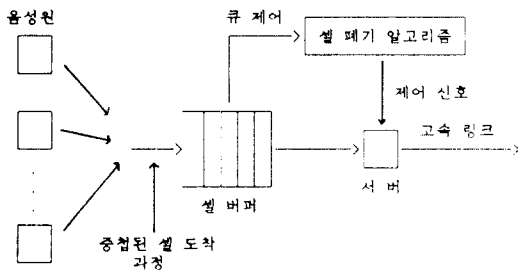 음성원
큐 제어
셀 폐기 알고리즘
제어 신호
고속 링크
서 버
셀 버퍼
중첩된 셀 도착
과정